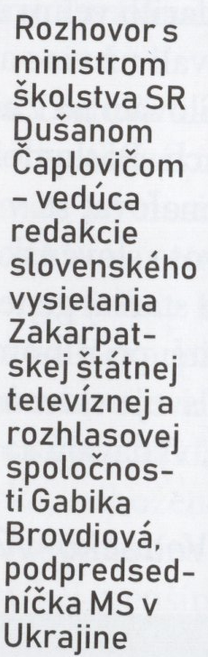 Rozhovor s
ministrom
školstva SR
Dušanom
Čaplovičom
– vedúca
redakcie
slovenského
vysielania
Zakarpat-
skej štátnej
televíznej a
rozhlasovej
spoločnos-
ti Gabika
Brovdiová,
podpredsed-
níčka MS v
Ukrajine